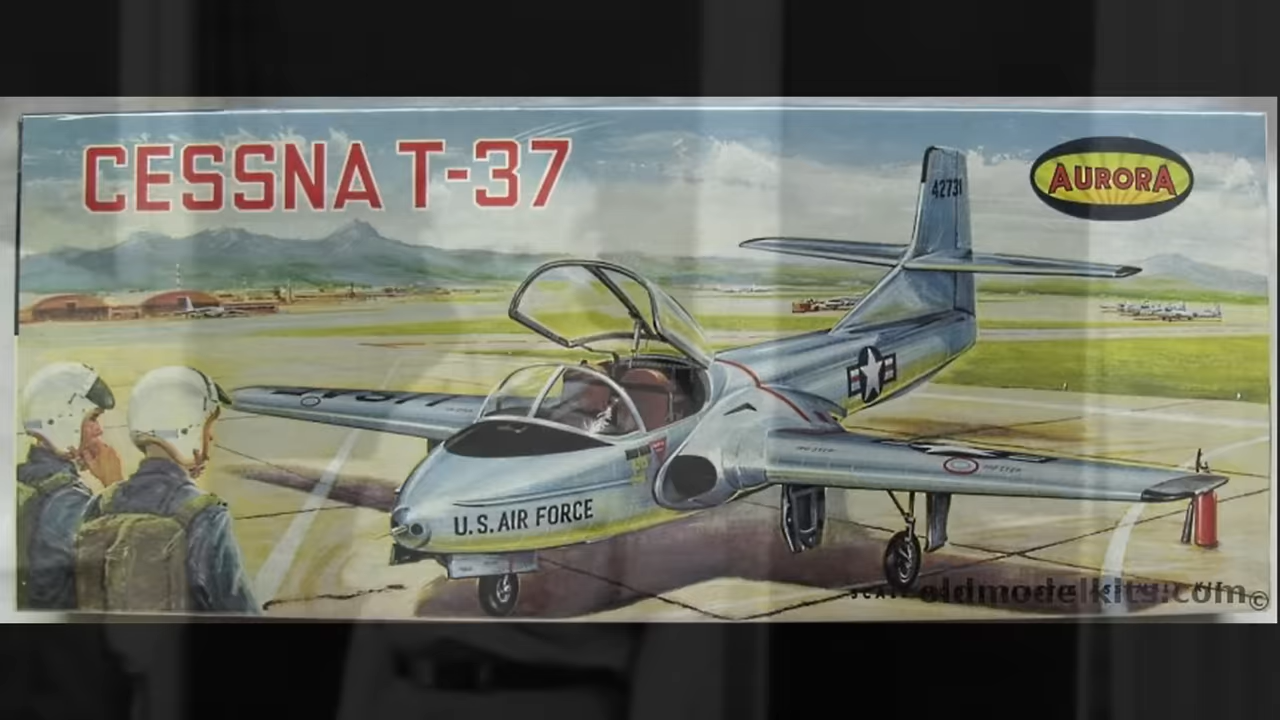 CESSNA T-37
AURORA
42731
U.S. AIR FORCE
oldmodelkits.com©